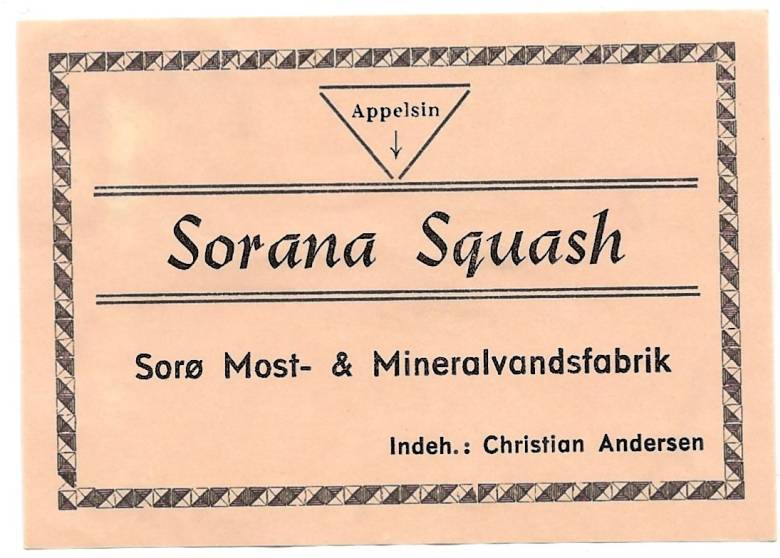 Appelsin
Sorana Squash
Sorø Most- & Mineralvandsfabrik
Indeh.: Christian Andersen